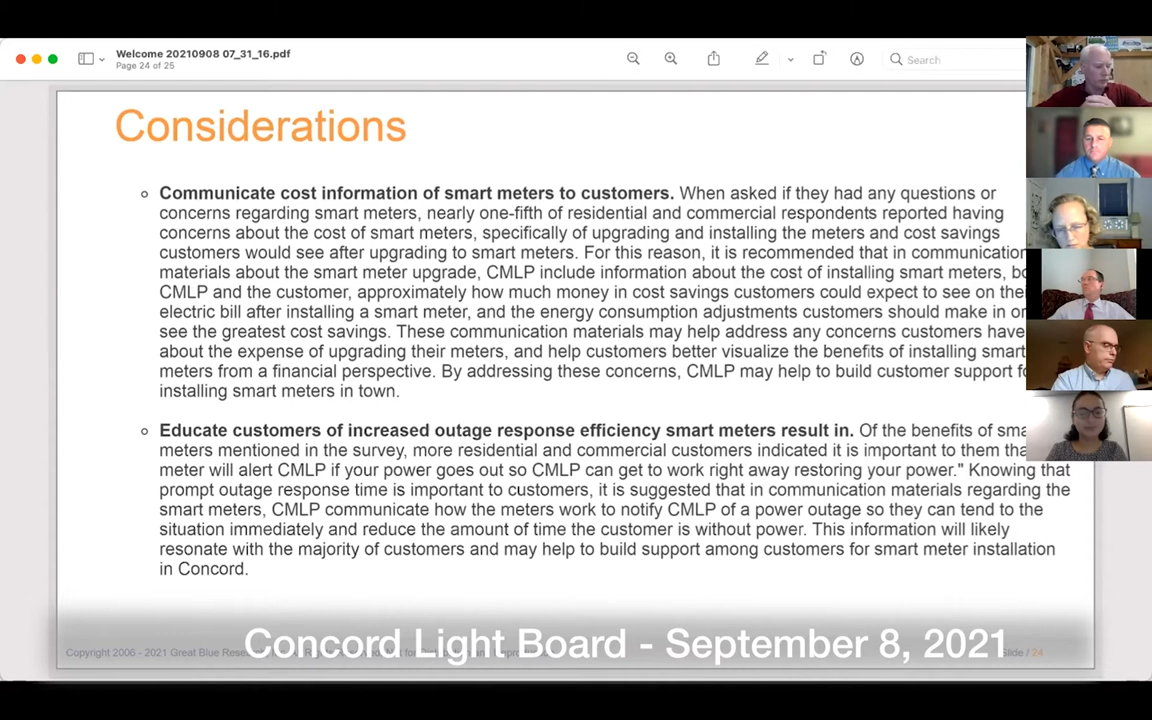 Welcome 20210908 07_31_16.pdf
Page 24 of 25
Search
Considerations
Communicate cost information of smart meters to customers. When asked if they had any questions or
concerns regarding smart meters, nearly one-fifth of residential and commercial respondents reported having
concerns about the cost of smart meters, specifically of upgrading and installing the meters and cost savings
customers would see after upgrading to smart meters. For this reason, it is recommended that in communication
materials about the smart meter upgrade, CMLP include information about the cost of installing smart meters,
CMLP and the customer, approximately how much money in cost savings customers could expect to see on
electric bill after installing a smart meter, and the energy consumption adjustments customers should make in
see the greatest cost savings. These communication materials may help address any concerns customers have
about the expense of upgrading their meters, and help customers better visualize the benefits of installing smart
meters from a financial perspective. By addressing these concerns, CMLP may help to build customer support
installing smart meters in town.
Educate customers of increased outage response efficiency smart meters result in. Of the benefits of
meters mentioned in the survey, more residential and commercial customers indicated it is important to them
meter will alert CMLP if your power goes out so CMLP can get to work right away restoring your power." Knowing that
prompt outage response time is important to customers, it is suggested that in communication materials regarding the
smart meters, CMLP communicate how the meters work to notify CMLP of a power outage so they can tend to the
situation immediately and reduce the amount of time the customer is without power. This information will likely
resonate with the majority of customers and may help to build support among customers for smart meter installation
in Concord.
Concord Light Board - September 8, 2021
Copyright 2006 - 2021 Great Blue
Slide / 24